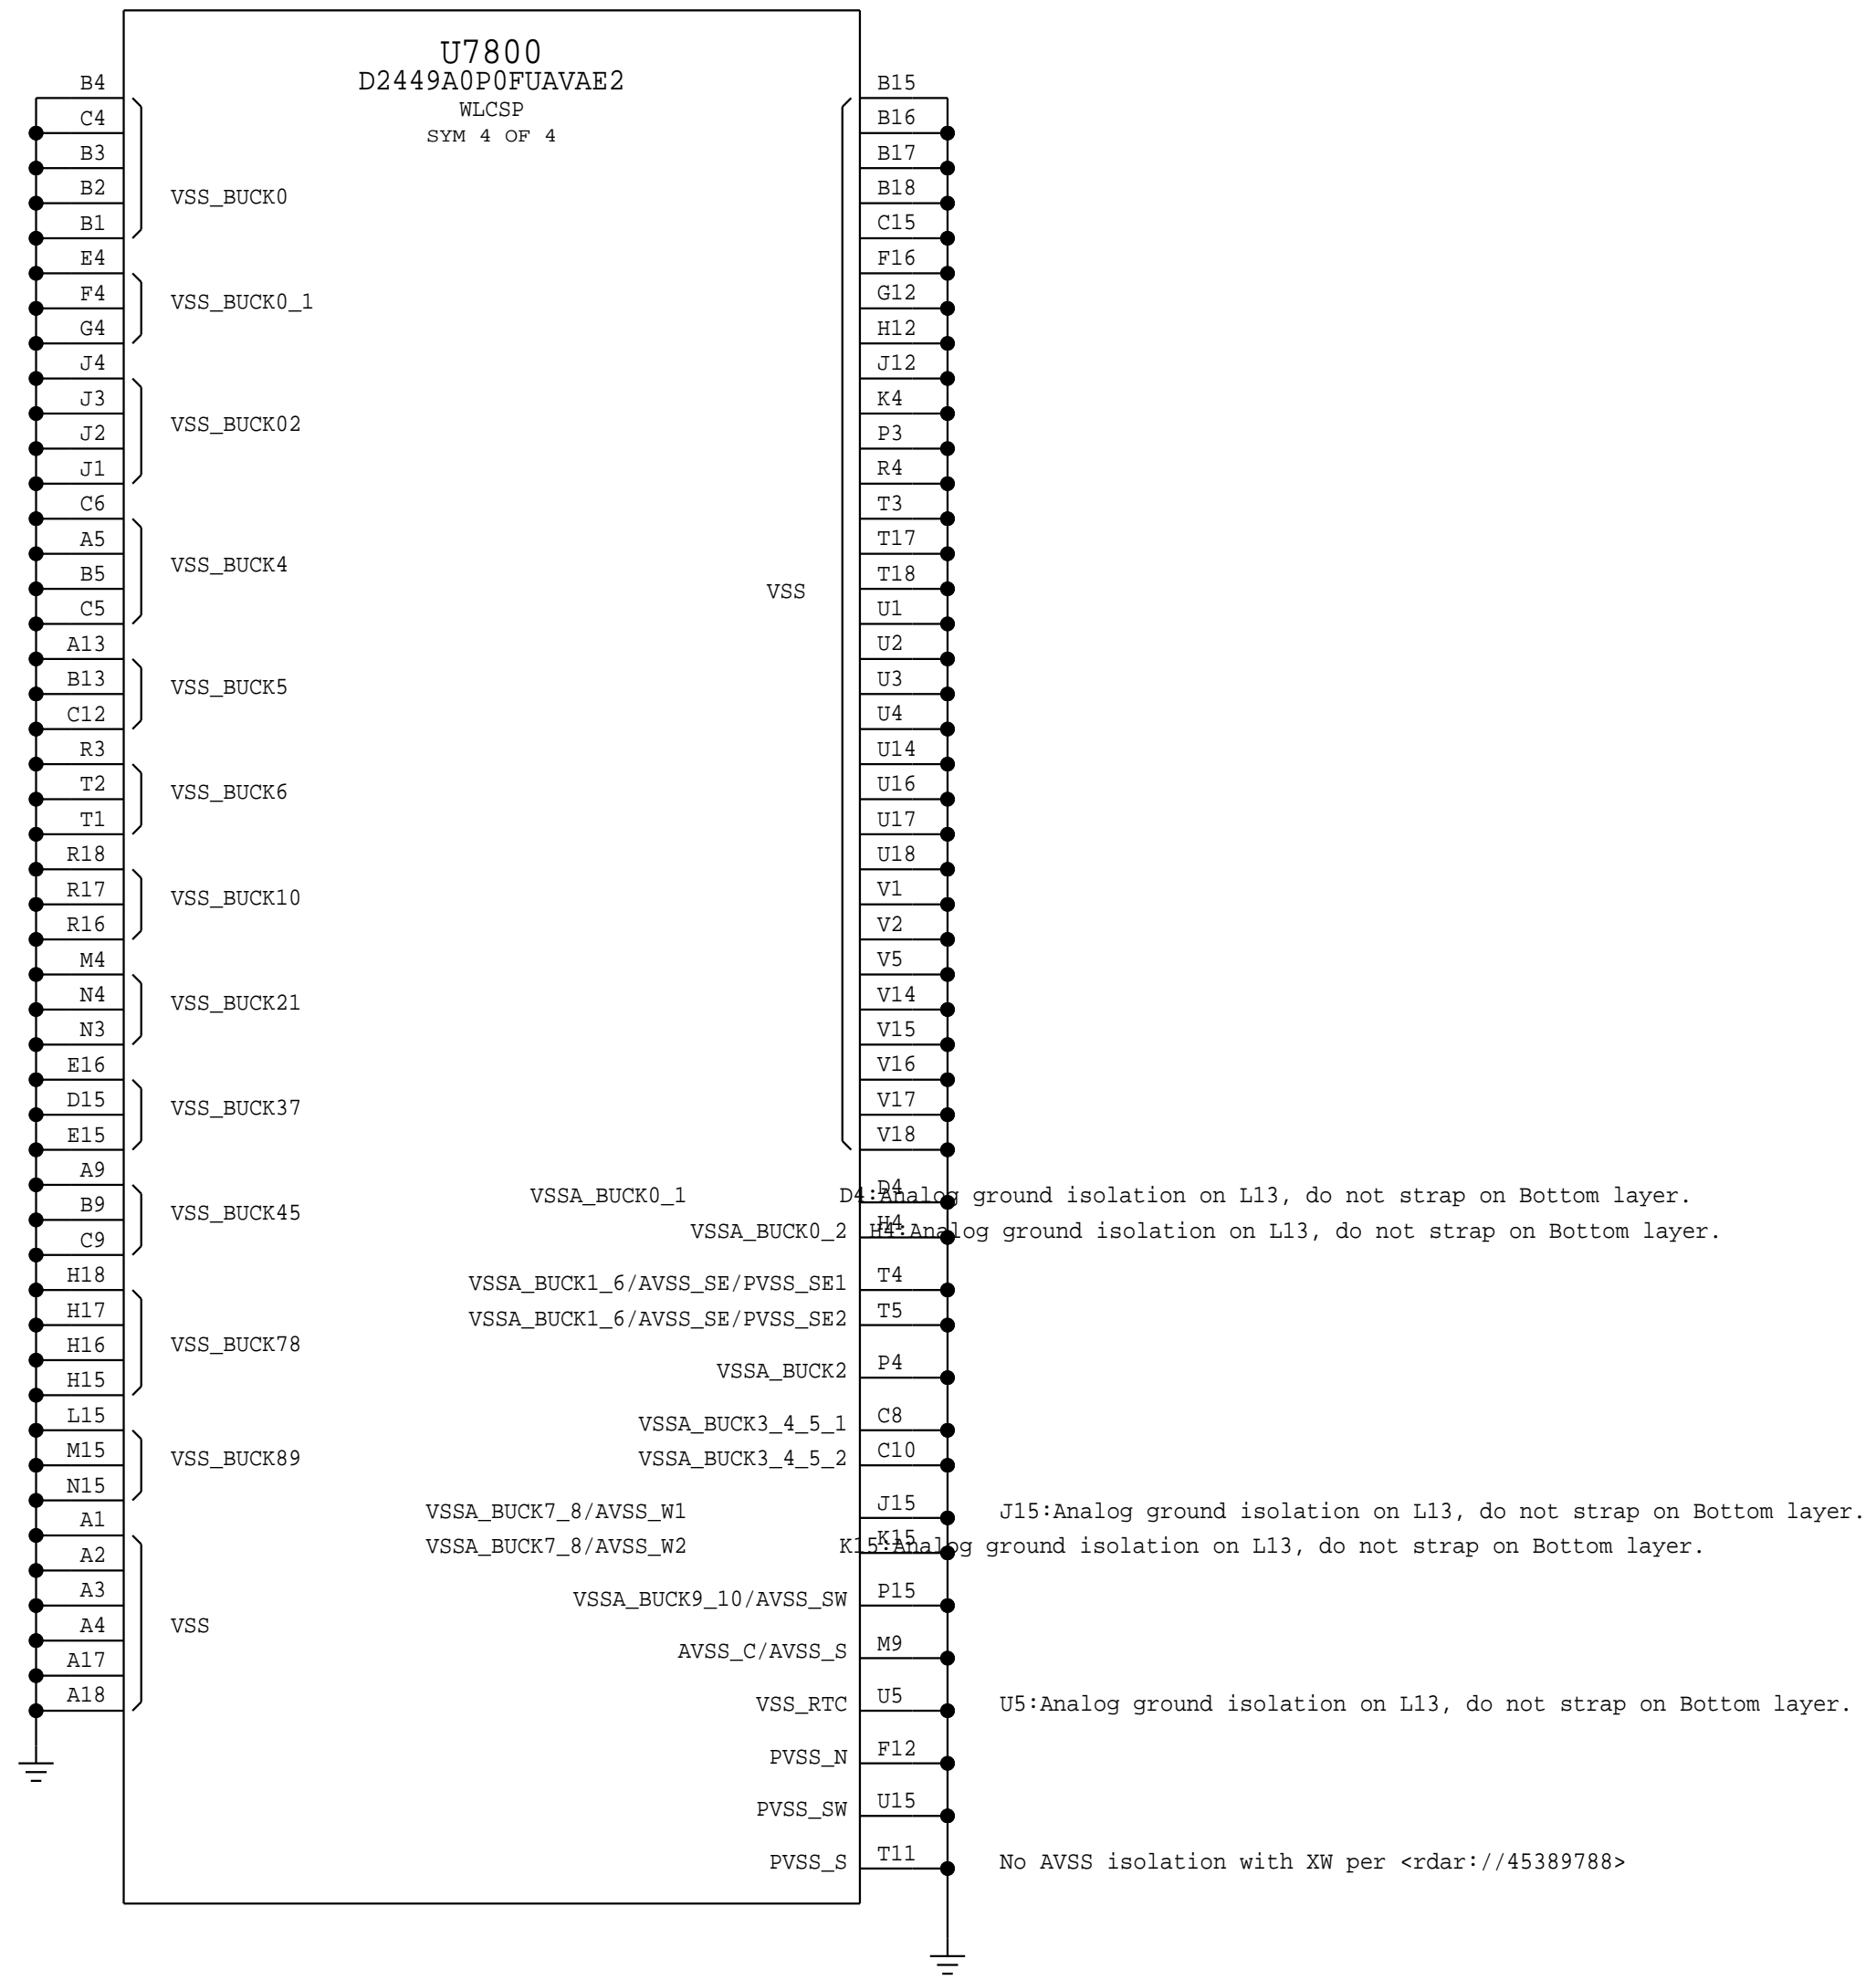 U7800
D2449A0P0FUAVAE2
WLCSP
SYM 4 OF 4
B4
C4
B3
B2
B1
VSS_BUCK0
E4
F4
G4
VSS_BUCK0_1
J4
J3
J2
J1
VSS_BUCK02
C6
A5
B5
C5
VSS_BUCK4
A13
B13
C12
VSS_BUCK5
R3
T2
T1
VSS_BUCK6
R18
R17
R16
VSS_BUCK10
M4
N4
N3
VSS_BUCK21
E16
D15
E15
VSS_BUCK37
A9
B9
C9
VSS_BUCK45
H18
H17
H16
H15
VSS_BUCK78
L15
M15
N15
VSS_BUCK89
A1
A2
A3
A4
A17
A18
VSS
VSS
B15
B16
B17
B18
C15
F16
G12
H12
J12
K4
P3
R4
T3
T17
T18
U1
U2
U3
U4
U14
U16
U17
U18
V1
V2
V5
V14
V15
V16
V17
V18
VSSA_BUCK0_1 D4 D4:Analog ground isolation on L13, do not strap on Bottom layer.
VSSA_BUCK0_2 H4 H4:Analog ground isolation on L13, do not strap on Bottom layer.
VSSA_BUCK1_6/AVSS_SE/PVSS_SE1 T4
VSSA_BUCK1_6/AVSS_SE/PVSS_SE2 T5
VSSA_BUCK2 P4
VSSA_BUCK3_4_5_1 C8
VSSA_BUCK3_4_5_2 C10
VSSA_BUCK7_8/AVSS_W1 J15 J15:Analog ground isolation on L13, do not strap on Bottom layer.
VSSA_BUCK7_8/AVSS_W2 K15 K15:Analog ground isolation on L13, do not strap on Bottom layer.
VSSA_BUCK9_10/AVSS_SW P15
AVSS_C/AVSS_S M9
VSS_RTC U5 U5:Analog ground isolation on L13, do not strap on Bottom layer.
PVSS_N F12
PVSS_SW U15
PVSS_S T11 No AVSS isolation with XW per <rdar://45389788>